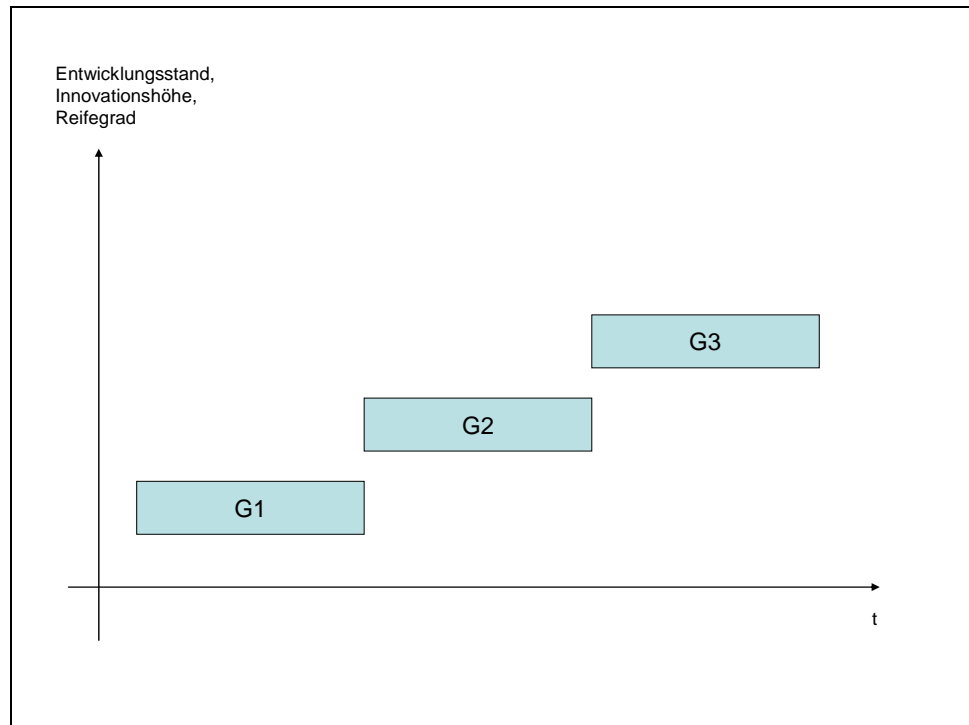 Entwicklungsstand,
Innovationshöhe,
Reifegrad
G3
G2
G1
t